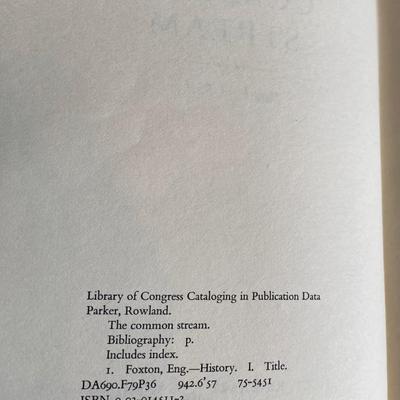 Library of Congress Cataloging in Publication Data
Parker, Rowland.
The common stream.
Bibliography: p.
Includes index.
1. Foxton, Eng.—History. I. Title.
DA690.F79P36 942.6'57 75-5451
ISBN